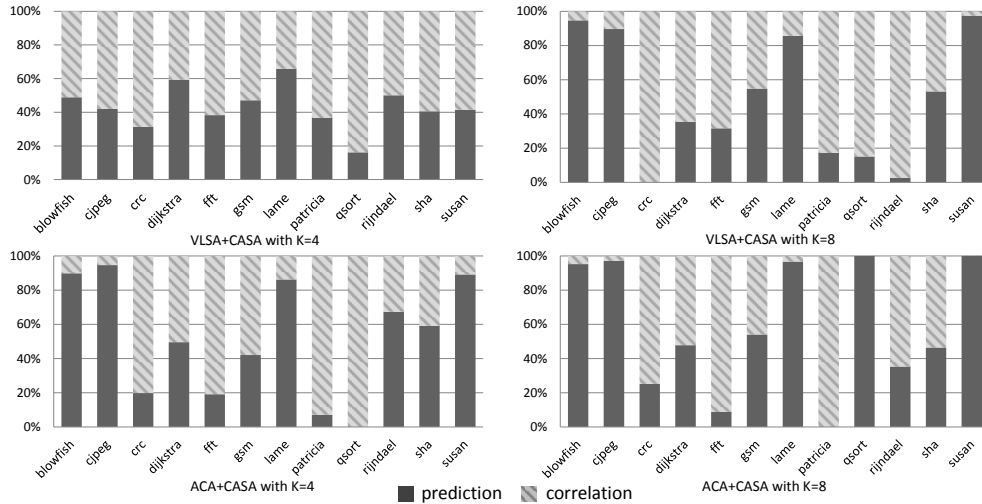 100%
80%
60%
40%
20%
0%
blowfish cjpeg crc dijkstra fft gsm lame patricia qsort rijndael sha susan
VLSA+CASA with K=4
100%
80%
60%
40%
20%
0%
blowfish cjpeg crc dijkstra fft gsm lame patricia qsort rijndael sha susan
VLSA+CASA with K=8
100%
80%
60%
40%
20%
0%
blowfish cjpeg crc dijkstra fft gsm lame patricia qsort rijndael sha susan
ACA+CASA with K=4
100%
80%
60%
40%
20%
0%
blowfish cjpeg crc dijkstra fft gsm lame patricia qsort rijndael sha susan
ACA+CASA with K=8
prediction correlation